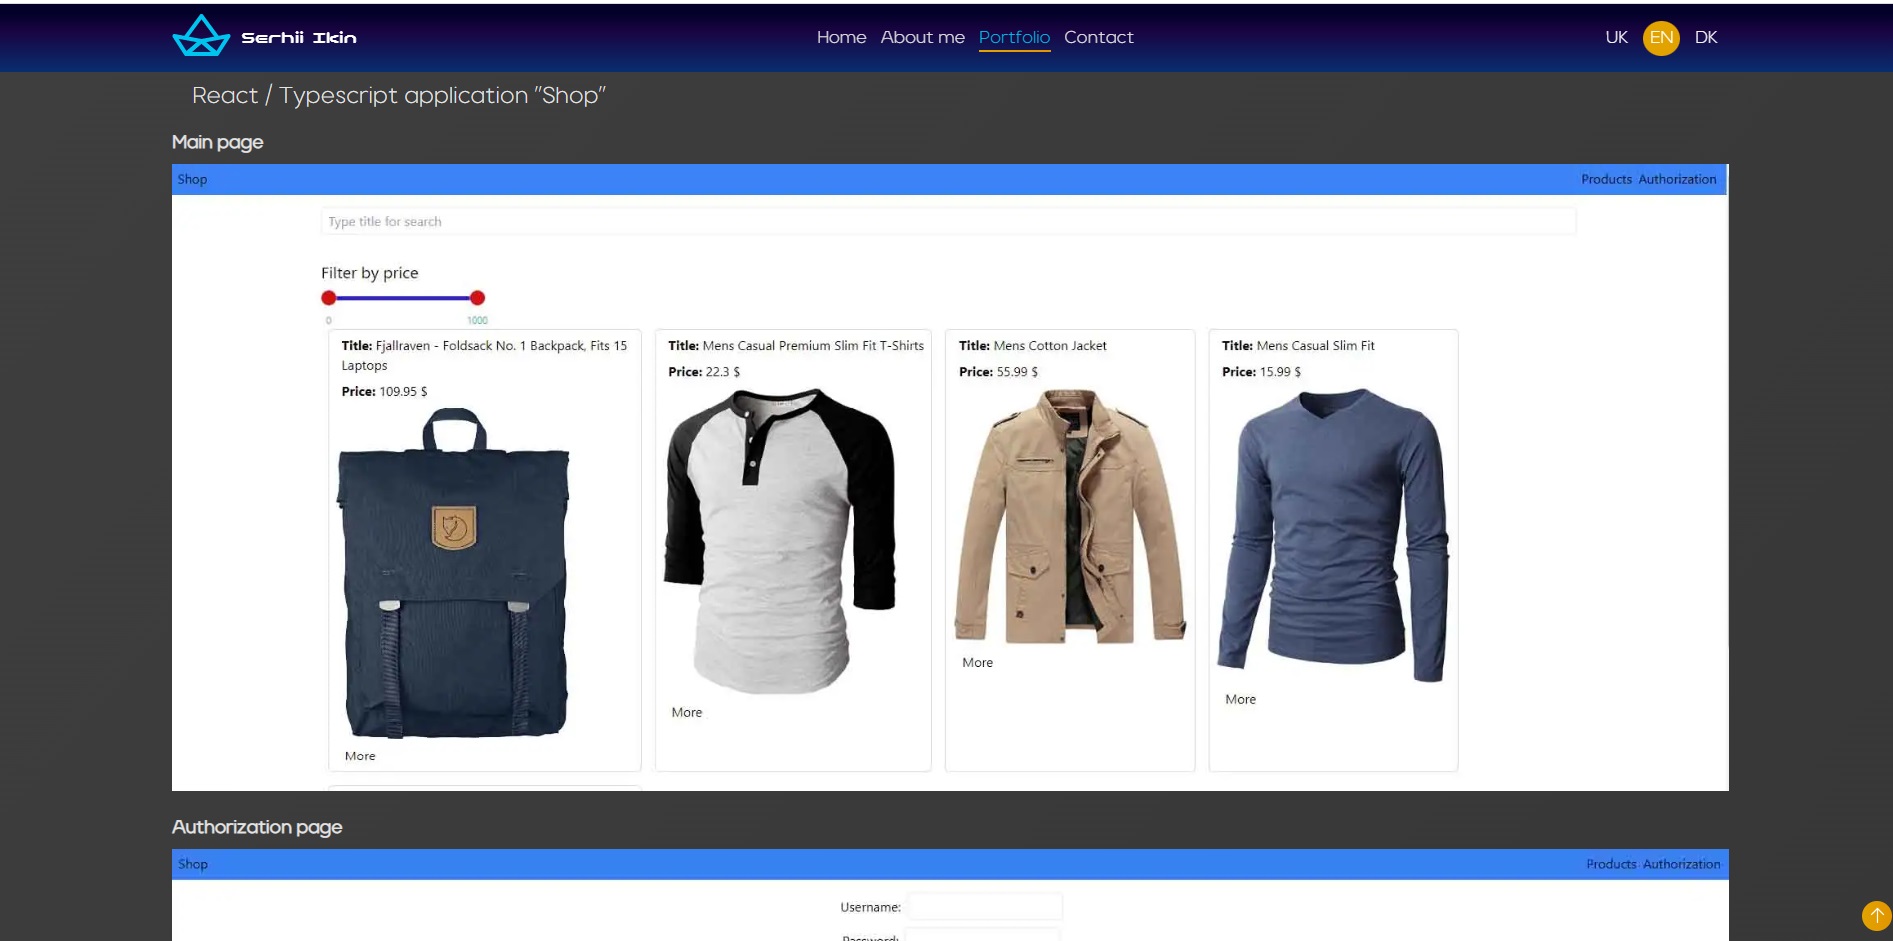 Serhii Ikin
Home About me Portfolio Contact
UK EN DK
React / Typescript application "Shop"
Main page
Shop
Products Authorization
Type title for search
Filter by price
0 1000
Title: Fjallraven - Foldsack No. 1 Backpack, Fits 15
Laptops
Price: 109.95 $
More
Title: Mens Casual Premium Slim Fit T-Shirts
Price: 22.3 $
More
Title: Mens Cotton Jacket
Price: 55.99 $
More
Title: Mens Casual Slim Fit
Price: 15.99 $
More
Authorization page
Shop
Products Authorization
Username:
Password: